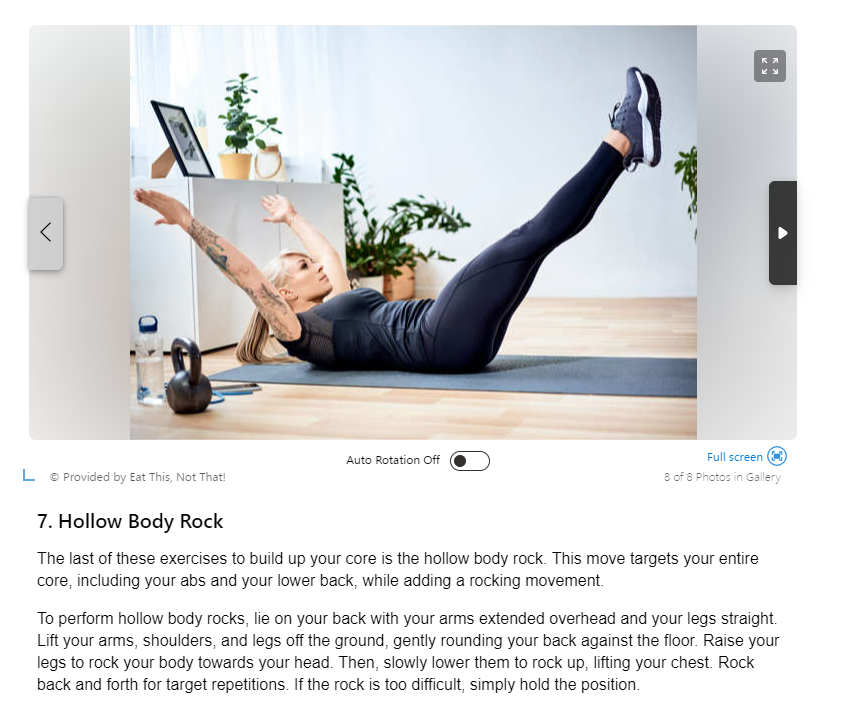 Auto Rotation Off
Full screen
© Provided by Eat This, Not That!
8 of 8 Photos in Gallery
7. Hollow Body Rock
The last of these exercises to build up your core is the hollow body rock. This move targets your entire
core, including your abs and your lower back, while adding a rocking movement.
To perform hollow body rocks, lie on your back with your arms extended overhead and your legs straight.
Lift your arms, shoulders, and legs off the ground, gently rounding your back against the floor. Raise your
legs to rock your body towards your head. Then, slowly lower them to rock up, lifting your chest. Rock
back and forth for target repetitions. If the rock is too difficult, simply hold the position.